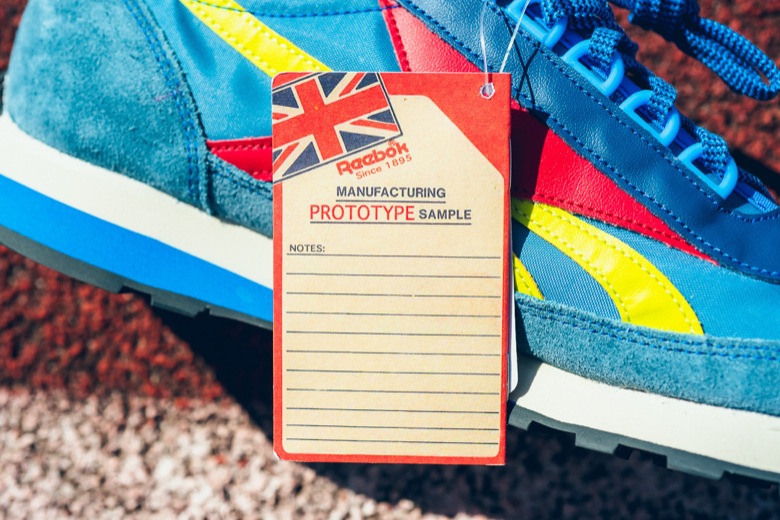 Reebok
Since 1895
MANUFACTURING
PROTOTYPE SAMPLE
NOTES: